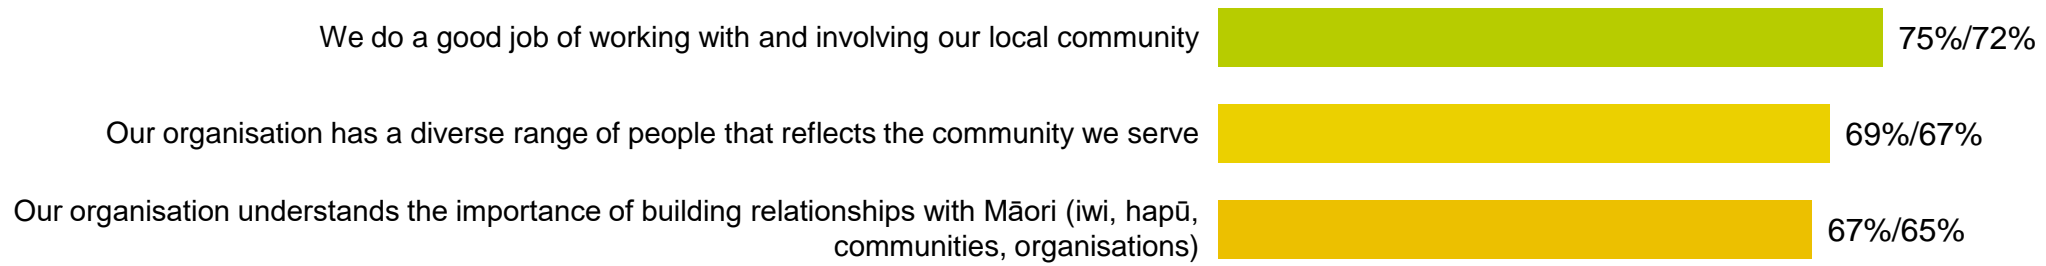 We do a good job of working with and involving our local community
75%/72%
Our organisation has a diverse range of people that reflects the community we serve
69%/67%
Our organisation understands the importance of building relationships with Māori (iwi, hapū,
communities, organisations)
67%/65%